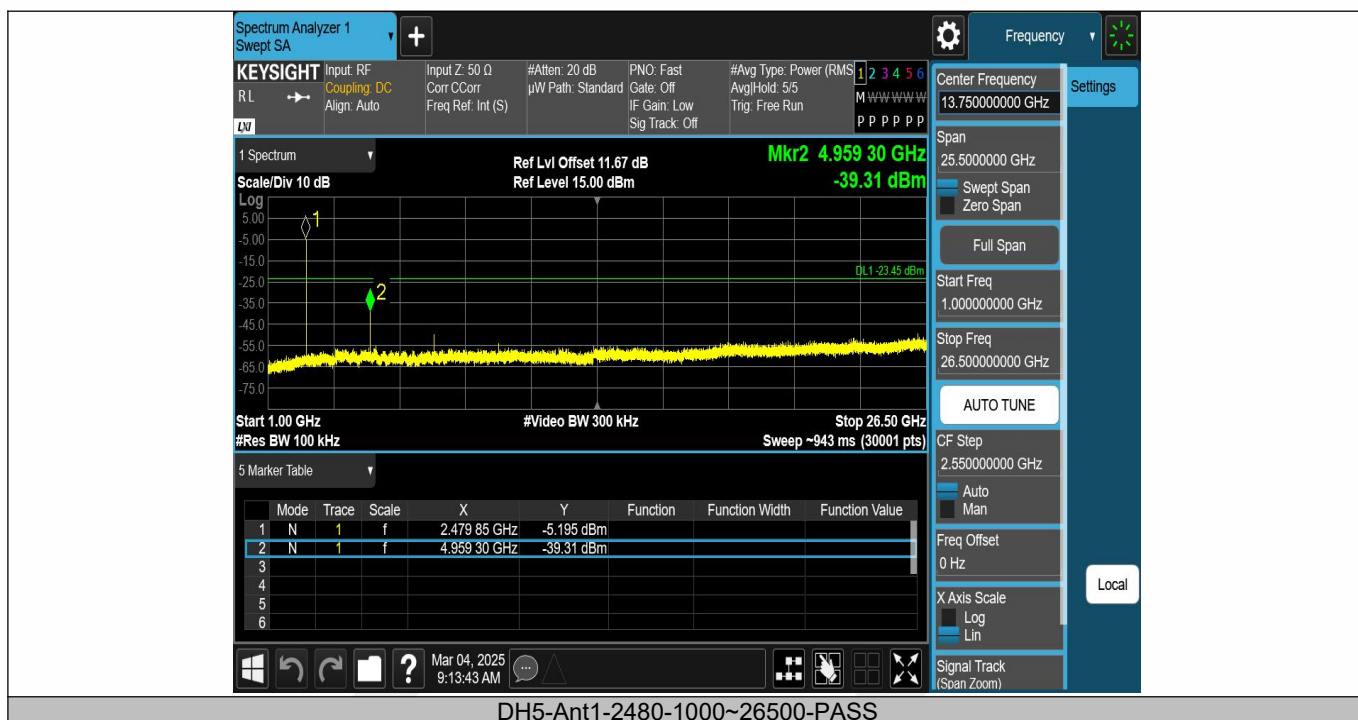 Spectrum Analyzer 1
Swept SA
+
Frequency
KEYSIGHT
RL
LXI
Input: RF
Coupling: DC
Align: Auto
Input Z: 50 Ω
Corr CCorr
Freq Ref: Int (S)
#Atten: 20 dB
µW Path: Standard
PNO: Fast
Gate: Off
IF Gain: Low
Sig Track: Off
#Avg Type: Power (RMS
Avg|Hold: 5/5
Trig: Free Run
1 2 3 4 5 6
M W W W W W
P P P P P P
1 Spectrum
Scale/Div 10 dB
Ref Lvl Offset 11.67 dB
Ref Level 15.00 dBm
Mkr2 4.959 30 GHz
-39.31 dBm
Log
5.00
-5.00
-15.0
-25.0
-35.0
-45.0
-55.0
-65.0
-75.0
1
2
DL1 -23.45 dBm
Start 1.00 GHz
#Video BW 300 kHz
Stop 26.50 GHz
#Res BW 100 kHz
Sweep ~943 ms (30001 pts)
5 Marker Table
Mode Trace Scale X Y Function Function Width Function Value
1 N 1 f 2.479 85 GHz -5.195 dBm
2 N 1 f 4.959 30 GHz -39.31 dBm
3
4
5
6
?
Mar 04, 2025
9:13:43 AM
Center Frequency
13.750000000 GHz
Settings
Span
25.5000000 GHz
Swept Span
Zero Span
Full Span
Start Freq
1.000000000 GHz
Stop Freq
26.500000000 GHz
AUTO TUNE
CF Step
2.550000000 GHz
Auto
Man
Freq Offset
0 Hz
Local
X Axis Scale
Log
Lin
Signal Track
(Span Zoom)
DH5-Ant1-2480-1000~26500-PASS